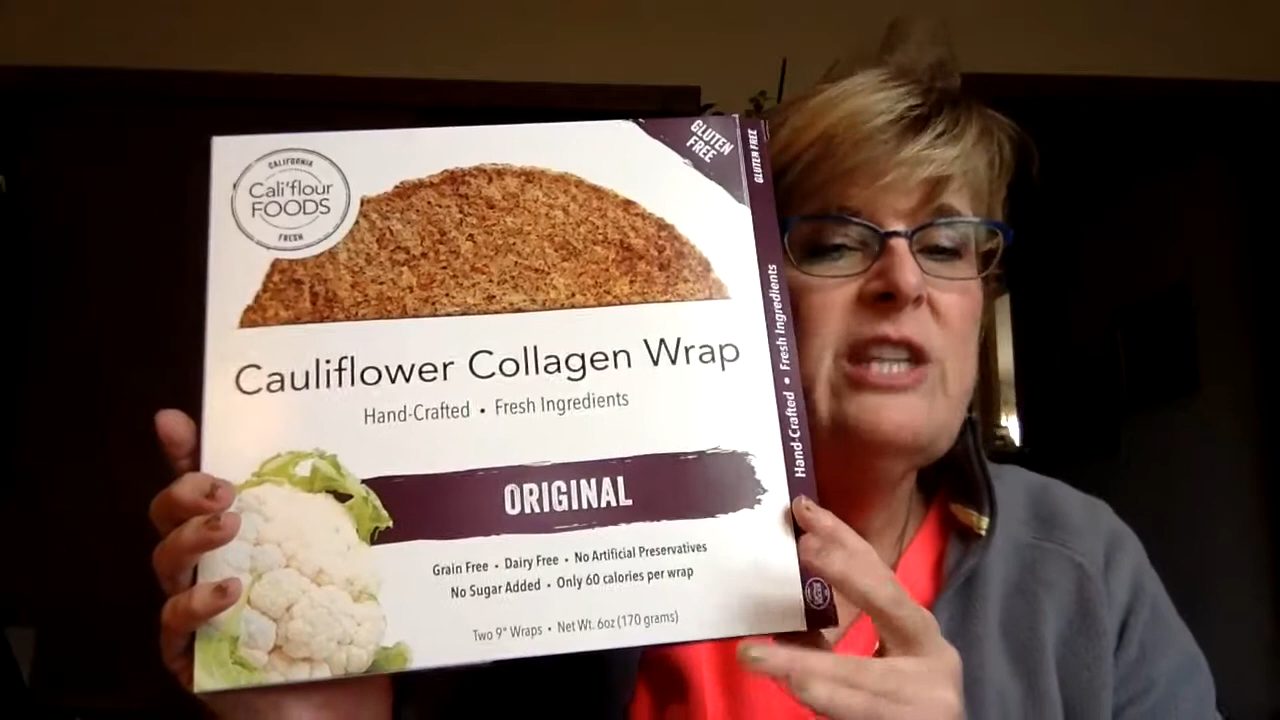 CALIFORNIA
Cali'flour
FOODS
FRESH
GLUTEN
FREE
Cauliflower Collagen Wrap
Hand-Crafted • Fresh Ingredients
ORIGINAL
Grain Free • Dairy Free • No Artificial Preservatives
No Sugar Added • Only 60 calories per wrap
Two 9" Wraps • Net Wt. 6oz (170 grams)
GLUTEN FREE
Hand-Crafted • Fresh Ingredients